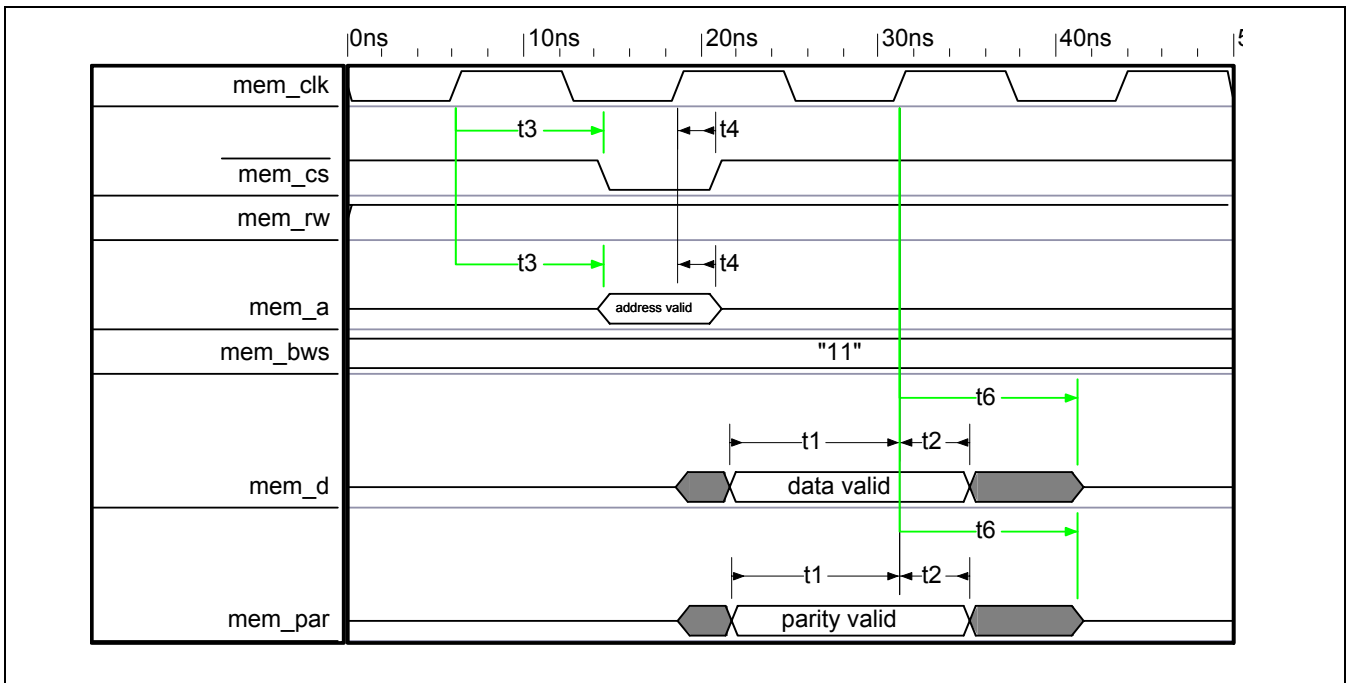 0ns 10ns 20ns 30ns 40ns
mem_clk
t3 t4
mem_cs
mem_rw
t3 t4
mem_a address valid
mem_bws "11"
t6
t1 t2
mem_d data valid
t6
t1 t2
mem_par parity valid